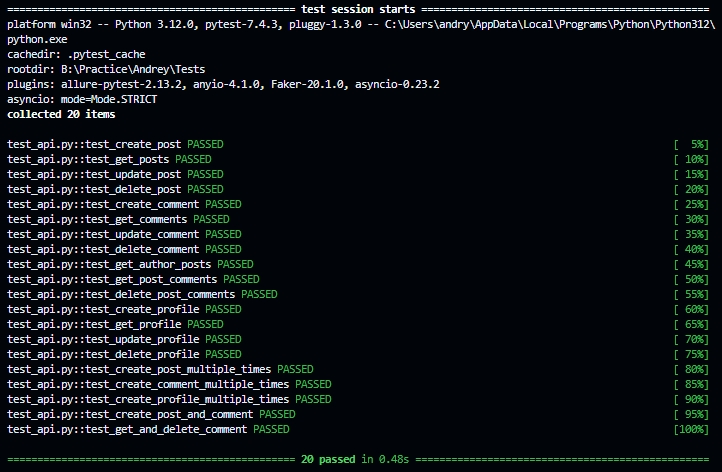 ============================================== test session starts ==============================================
platform win32 -- Python 3.12.0, pytest-7.4.3, pluggy-1.3.0 -- C:\Users\andry\AppData\Local\Programs\Python\Python312\
python.exe
cachedir: .pytest_cache
rootdir: B:\Practice\Andrey\Tests
plugins: allure-pytest-2.13.2, anyio-4.1.0, Faker-20.1.0, asyncio-0.23.2
asyncio: mode=Mode.STRICT
collected 20 items
test_api.py::test_create_post PASSED [  5%]
test_api.py::test_get_posts PASSED [ 10%]
test_api.py::test_update_post PASSED [ 15%]
test_api.py::test_delete_post PASSED [ 20%]
test_api.py::test_create_comment PASSED [ 25%]
test_api.py::test_get_comments PASSED [ 30%]
test_api.py::test_update_comment PASSED [ 35%]
test_api.py::test_delete_comment PASSED [ 40%]
test_api.py::test_get_author_posts PASSED [ 45%]
test_api.py::test_get_post_comments PASSED [ 50%]
test_api.py::test_delete_post_comments PASSED [ 55%]
test_api.py::test_create_profile PASSED [ 60%]
test_api.py::test_get_profile PASSED [ 65%]
test_api.py::test_update_profile PASSED [ 70%]
test_api.py::test_delete_profile PASSED [ 75%]
test_api.py::test_create_post_multiple_times PASSED [ 80%]
test_api.py::test_create_comment_multiple_times PASSED [ 85%]
test_api.py::test_create_profile_multiple_times PASSED [ 90%]
test_api.py::test_create_post_and_comment PASSED [ 95%]
test_api.py::test_get_and_delete_comment PASSED [100%]
============================================== 20 passed in 0.48s ===============================================